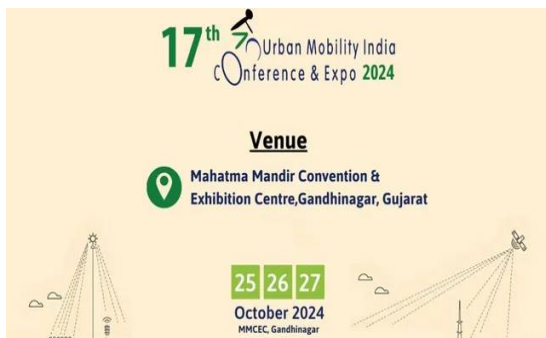 17th Urban Mobility India
Conference & Expo 2024
Venue
Mahatma Mandir Convention &
Exhibition Centre,Gandhinagar, Gujarat
25 26 27
October 2024
MMCEC, Gandhinagar